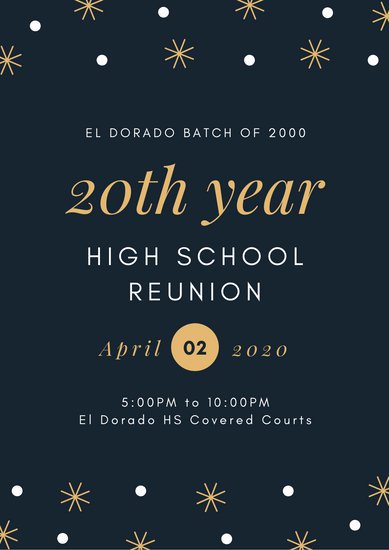 EL DORADO BATCH OF 2000
20th year
HIGH SCHOOL
REUNION
April 02 2020
5:00PM to 10:00PM
El Dorado HS Covered Courts